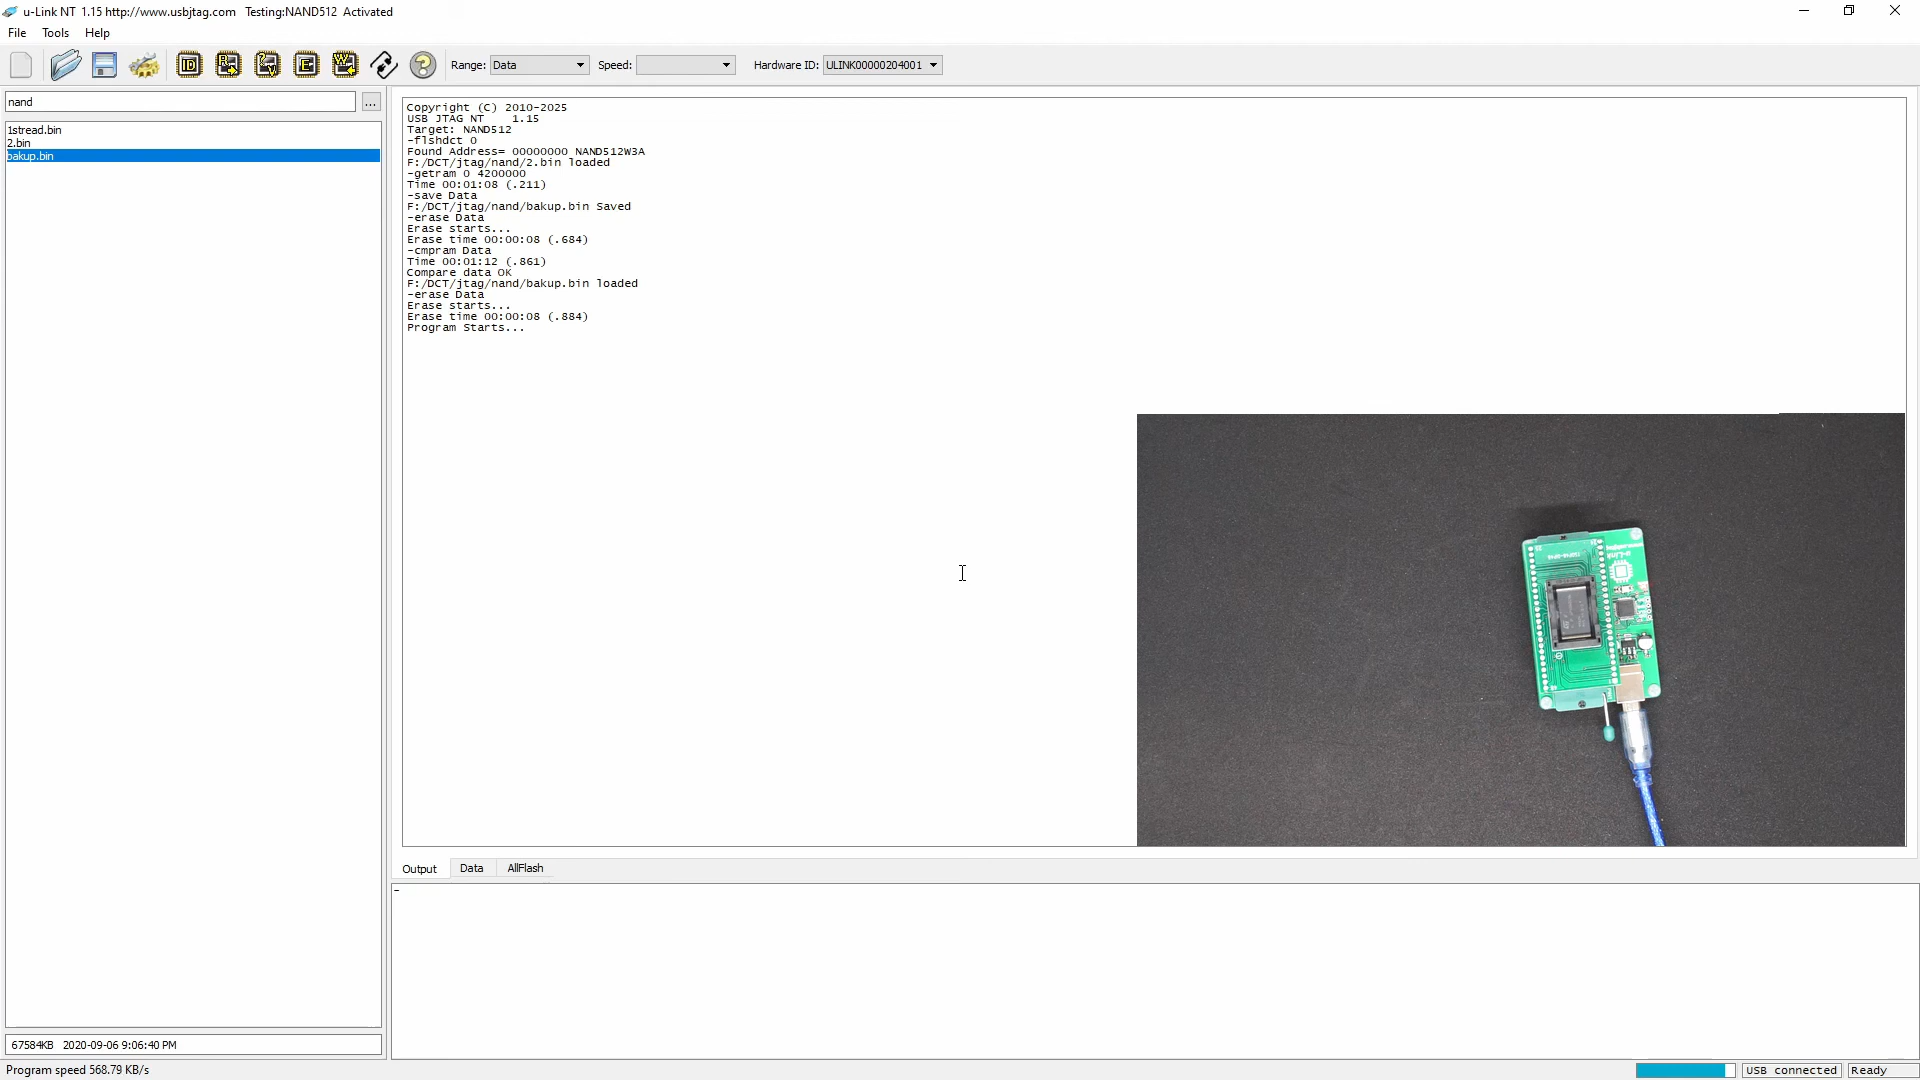 u-Link NT 1.15 http://www.usbjtag.com Testing:NAND512 Activated
File Tools Help
ID R ?V E W Range: Data Speed: Hardware ID: ULINK00000204001
nand ...
1stread.bin
2.bin
bakup.bin
Copyright (C) 2010-2025
USB JTAG NT 1.15
Target: NAND512
-flshdct 0
Found Address= 00000000 NAND512W3A
F:/DCT/jtag/nand/2.bin loaded
-getram 0 4200000
Time 00:01:08 (.211)
-save Data
F:/DCT/jtag/nand/bakup.bin Saved
-erase Data
Erase starts...
Erase time 00:00:08 (.684)
-cmpram Data
Time 00:01:12 (.861)
Compare data OK
F:/DCT/jtag/nand/bakup.bin loaded
-erase Data
Erase starts...
Erase time 00:00:08 (.884)
Program Starts...
u-Link
Output Data AllFlash
-
67584KB 2020-09-06 9:06:40 PM
Program speed 568.79 KB/s
USB connected Ready